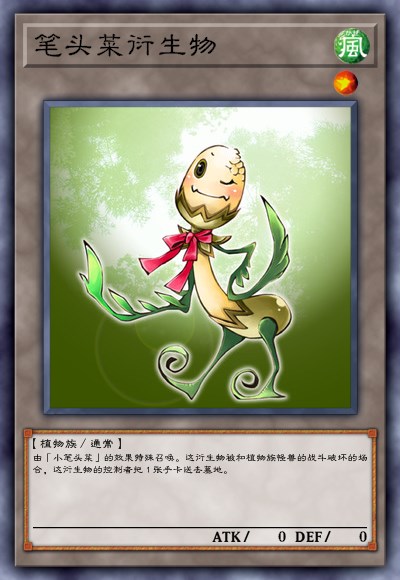 笔头菜衍生物
風
【植物族／通常】
由「小笔头菜」的效果特殊召唤。这衍生物被和植物族怪兽的战斗破坏的场
合，这衍生物的控制者把1张手卡送去墓地。
ATK/ 0 DEF/ 0